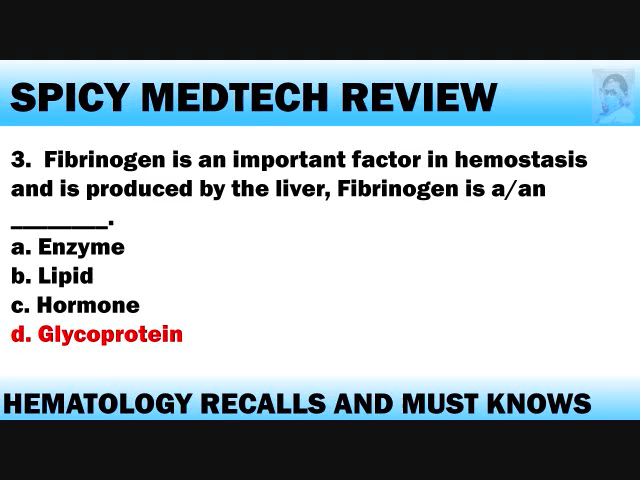 SPICY MEDTECH REVIEW
3.  Fibrinogen is an important factor in hemostasis
and is produced by the liver, Fibrinogen is a/an
_________.
a. Enzyme
b. Lipid
c. Hormone
d. Glycoprotein
HEMATOLOGY RECALLS AND MUST KNOWS